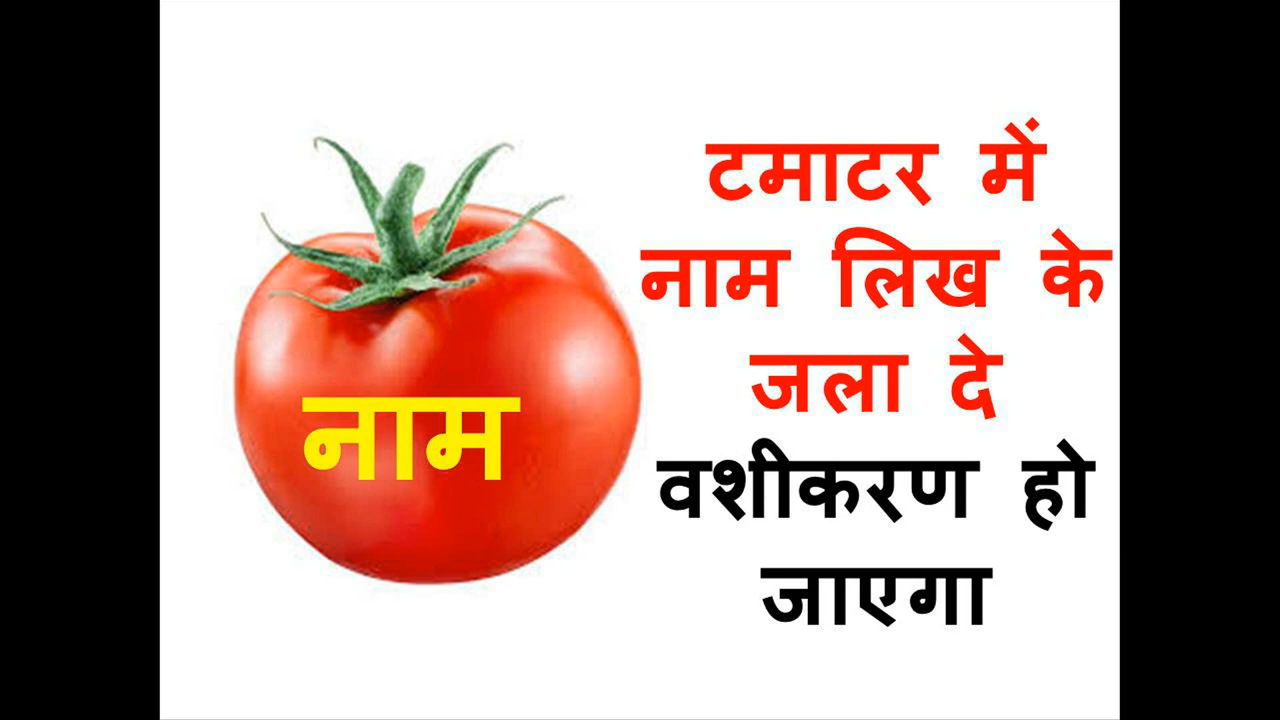 नाम
टमाटर में
नाम लिख के
जला दे
वशीकरण हो
जाएगा